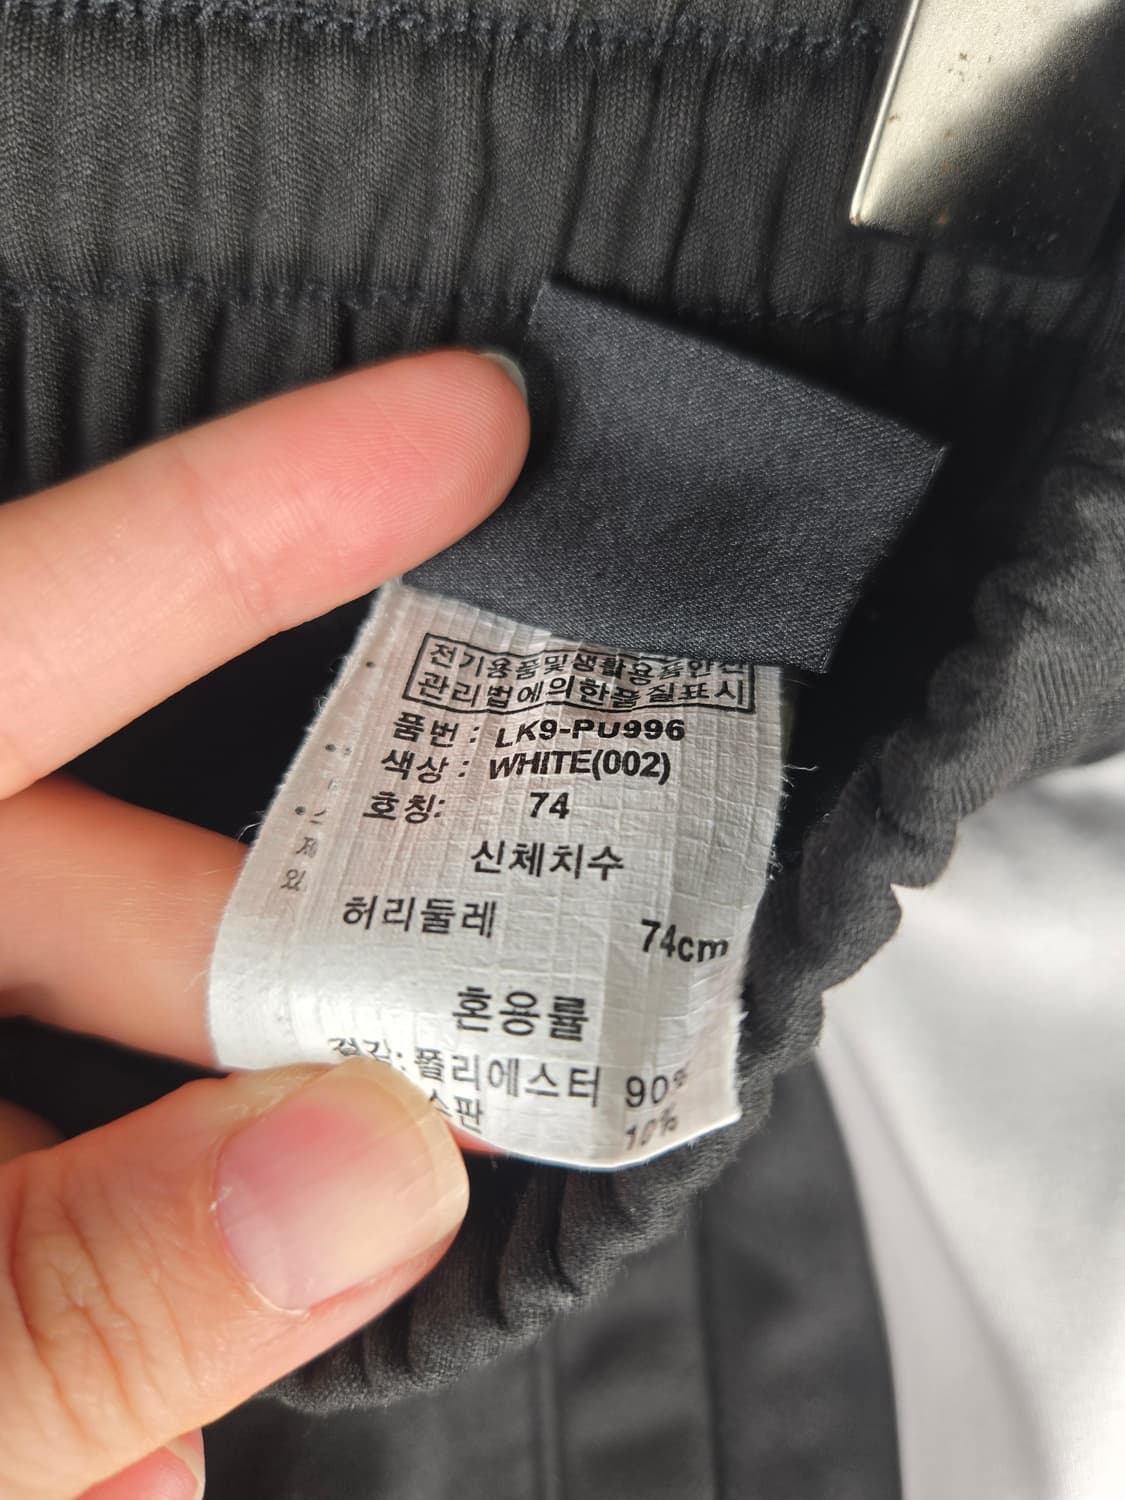 전기용품및생활용품안전
관리법에의한품질표시
품번 : LK9-PU996
색상 : WHITE(002)
호칭: 74
신체치수
허리둘레 74cm
혼용률
겉감: 폴리에스터 90%
10%